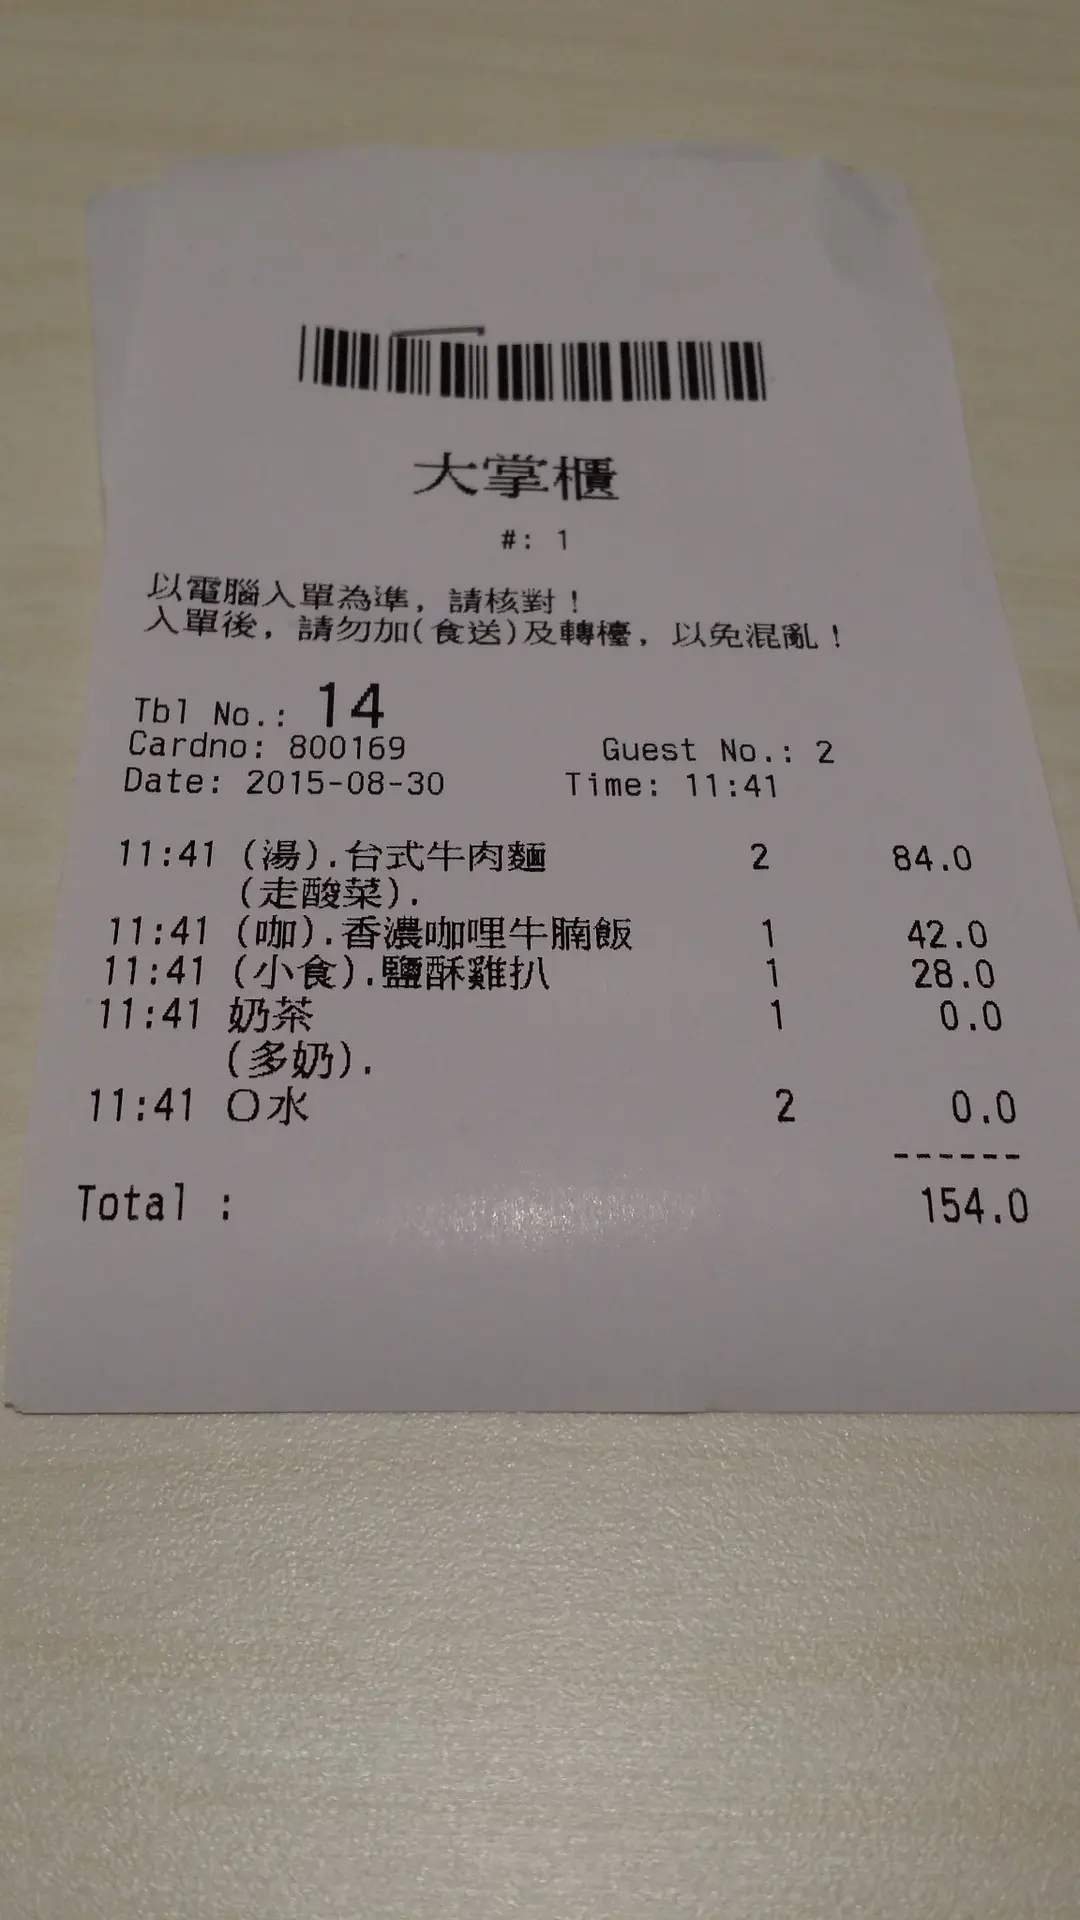 大掌櫃
#: 1
以電腦入單為準, 請核對!
入單後, 請勿加(食送)及轉檯, 以免混亂!
Tbl No.: 14
Cardno: 800169 Guest No.: 2
Date: 2015-08-30 Time: 11:41
11:41 (湯).台式牛肉麵 2 84.0
(走酸菜).
11:41 (咖).香濃咖哩牛腩飯 1 42.0
11:41 (小食).鹽酥雞扒 1 28.0
11:41 奶茶 1 0.0
(多奶).
11:41 O水 2 0.0
------
Total : 154.0